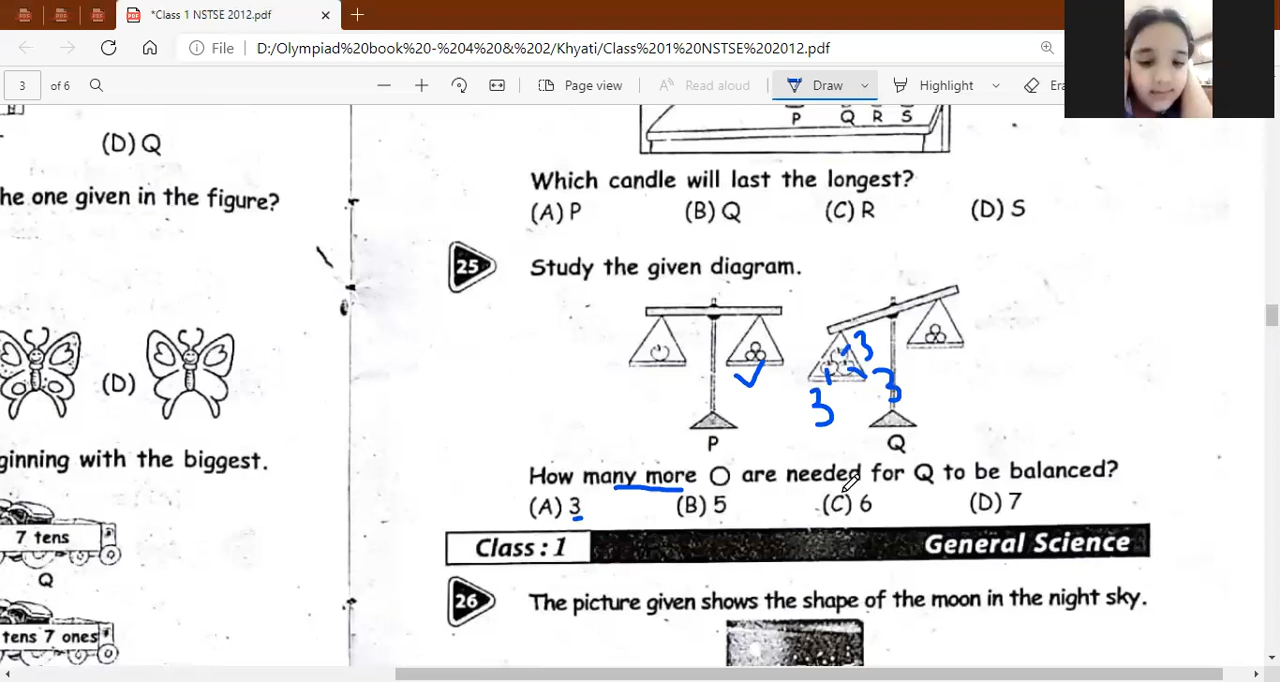 *Class 1 NSTSE 2012.pdf
File D:/Olympiad%20book%20-%204%20&%202/Khyati/Class%201%20NSTSE%202012.pdf
3 of 6 Page view Read aloud Draw Highlight
(D) Q
he one given in the figure?
(D)
ginning with the biggest.
7 tens
Q
tens 7 ones
P Q R S
Which candle will last the longest?
(A) P (B) Q (C) R (D) S
25 Study the given diagram.
3
3
3
P Q
How many more O are needed for Q to be balanced?
(A) 3 (B) 5 (C) 6 (D) 7
Class : 1 General Science
26 The picture given shows the shape of the moon in the night sky.